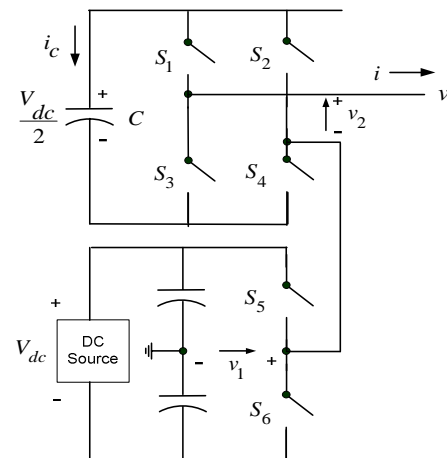 i_c
S_1
S_2
i
v
+
V_dc
2
C
-
+
v_2
-
S_3
S_4
+
S_5
V_dc
DC
Source
-
v_1
+
-
S_6